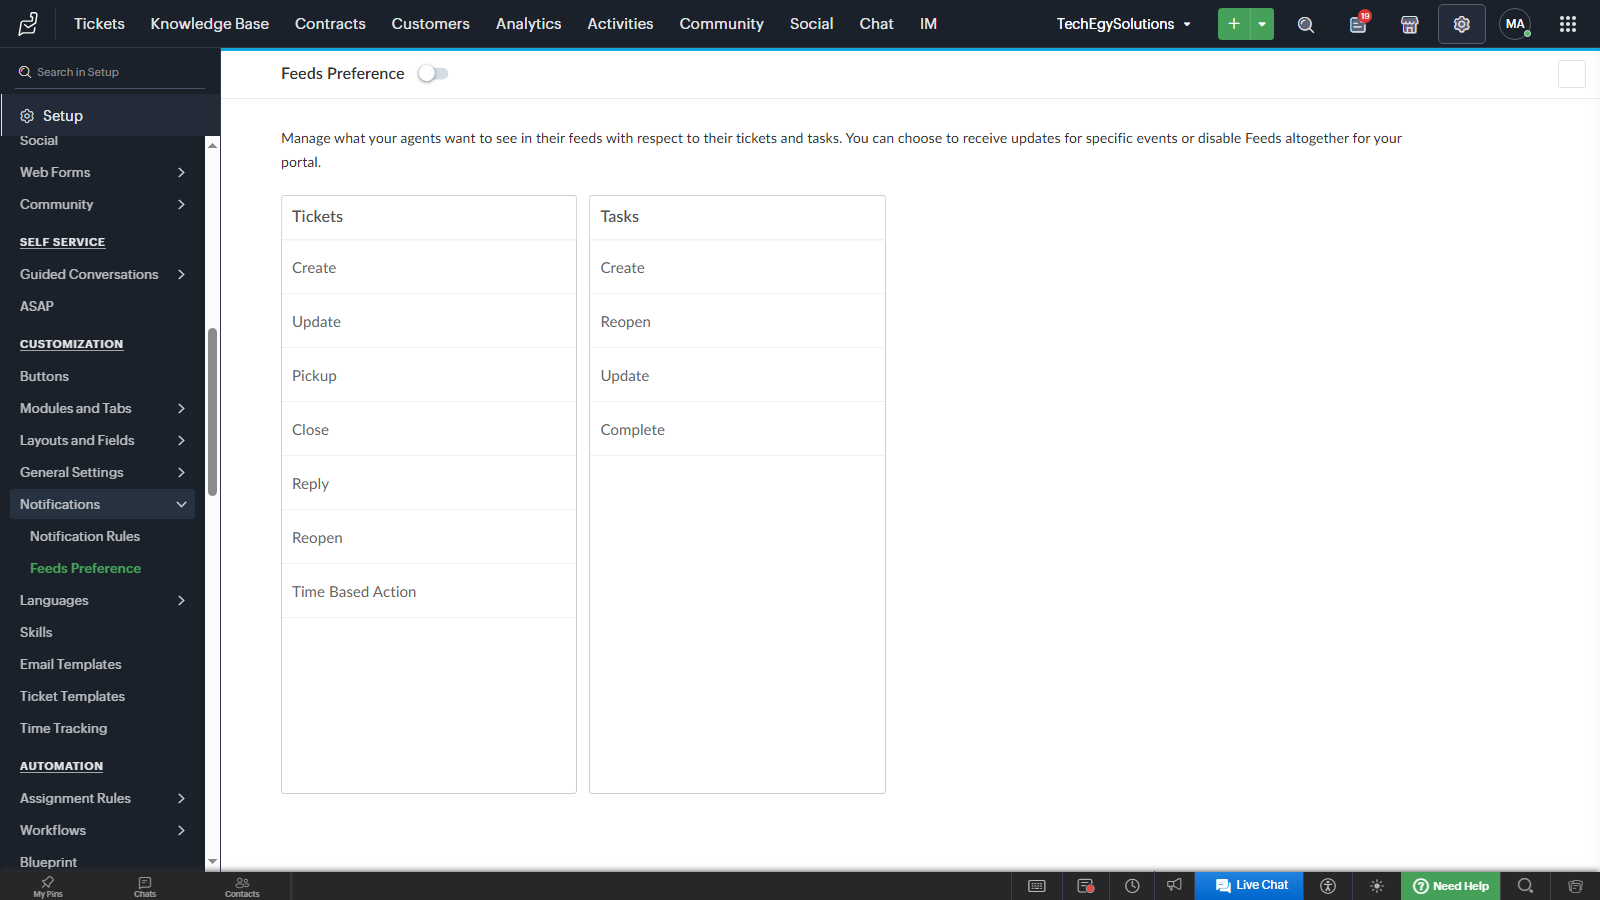 Tickets
Knowledge Base
Contracts
Customers
Analytics
Activities
Community
Social
Chat
IM
TechEgySolutions
19
MA
Search in Setup
Setup
Social
Web Forms
Community
SELF SERVICE
Guided Conversations
ASAP
CUSTOMIZATION
Buttons
Modules and Tabs
Layouts and Fields
General Settings
Notifications
Notification Rules
Feeds Preference
Languages
Skills
Email Templates
Ticket Templates
Time Tracking
AUTOMATION
Assignment Rules
Workflows
Blueprint
Feeds Preference
Manage what your agents want to see in their feeds with respect to their tickets and tasks. You can choose to receive updates for specific events or disable Feeds altogether for your
portal.
Tickets
Create
Update
Pickup
Close
Reply
Reopen
Time Based Action
Tasks
Create
Reopen
Update
Complete
My Pins
Chats
Contacts
Live Chat
Need Help